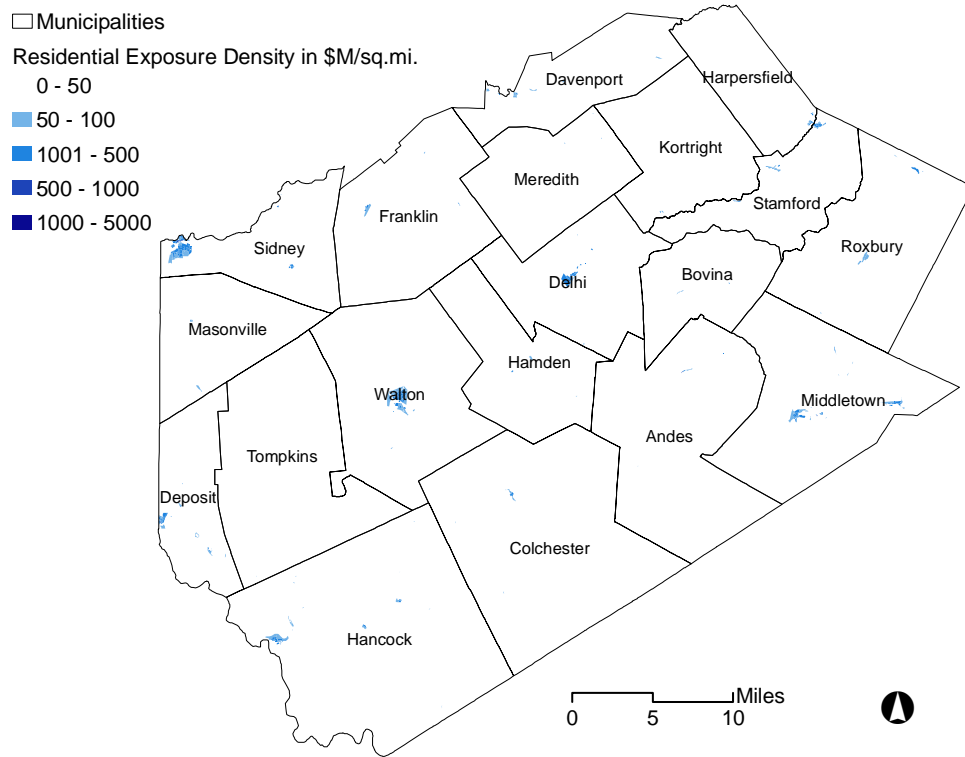 Municipalities
Residential Exposure Density in $M/sq.mi.
0 - 50
50 - 100
1001 - 500
500 - 1000
1000 - 5000
Davenport
Harpersfield
Kortright
Meredith
Stamford
Franklin
Sidney
Roxbury
Bovina
Delhi
Masonville
Hamden
Walton
Middletown
Andes
Tompkins
Deposit
Colchester
Hancock
Miles
0 5 10